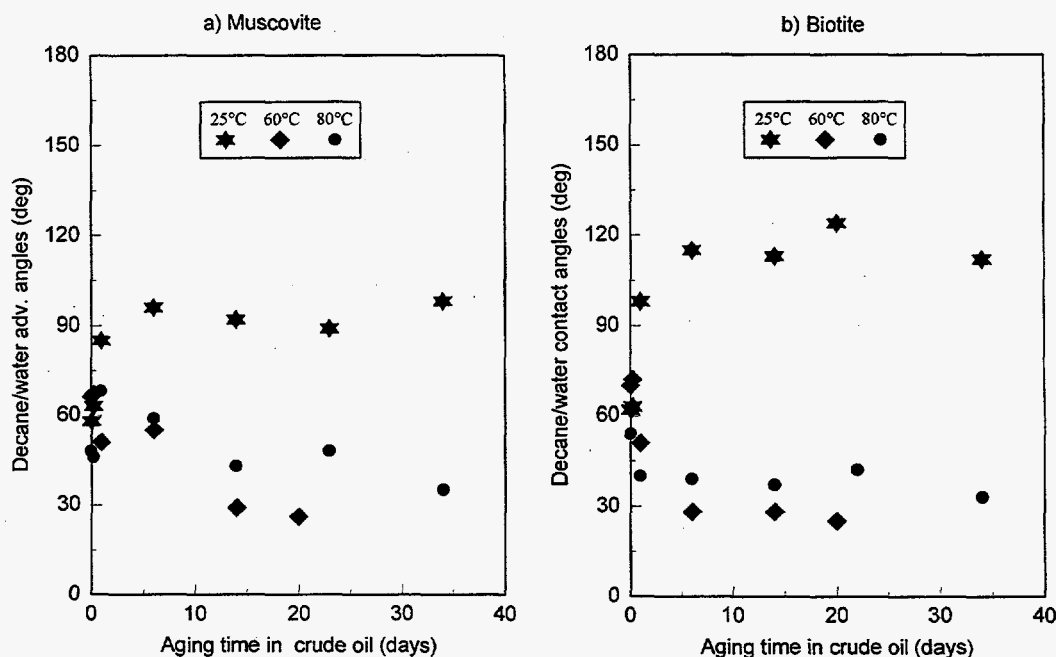 a) Muscovite
180
150
120
90
60
30
0
0 10 20 30 40
25°C 60°C 80°C
Decane/water adv. angles (deg)
Aging time in crude oil (days)
b) Biotite
180
150
120
90
60
30
0
0 10 20 30 40
25°C 60°C 80°C
Decane/water contact angles (deg)
Aging time in crude oil (days)